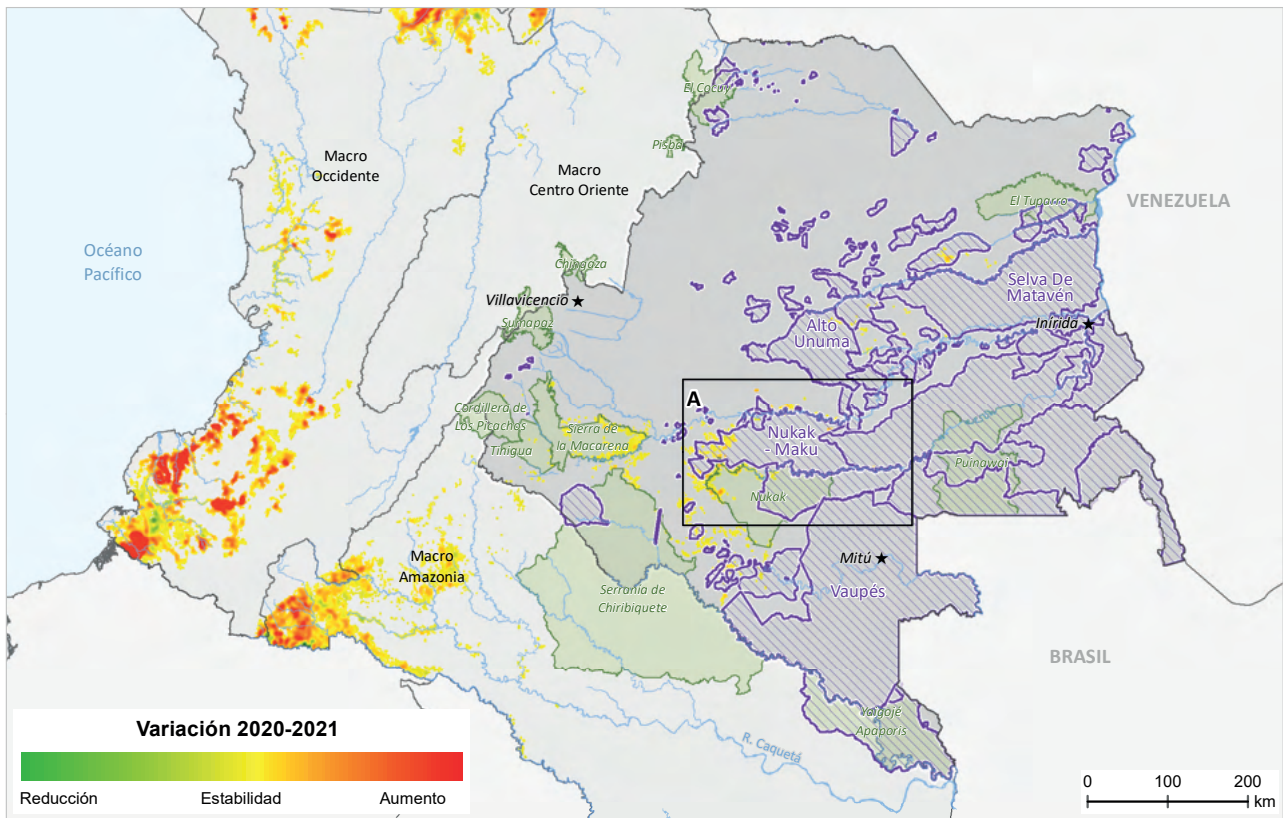 El Cocuy
Pisba
Macro
Occidente
Macro
Centro Oriente
El Tuparro
VENEZUELA
Océano
Pacífico
Chingaza
Villavicencio
Sumapaz
Selva De
Matavén
Alto
Unuma
Inírida
A
Cordillera de
Los Picachos
Tinigua
Sierra de
la Macarena
Nukak
- Maku
Puinawai
Nukak
Macro
Amazonia
Mitú
Vaupés
Serranía de
Chiribiquete
BRASIL
Yaigojé
Apaporis
R. Caquetá
Variación 2020-2021
Reducción Estabilidad Aumento
0 100 200
km